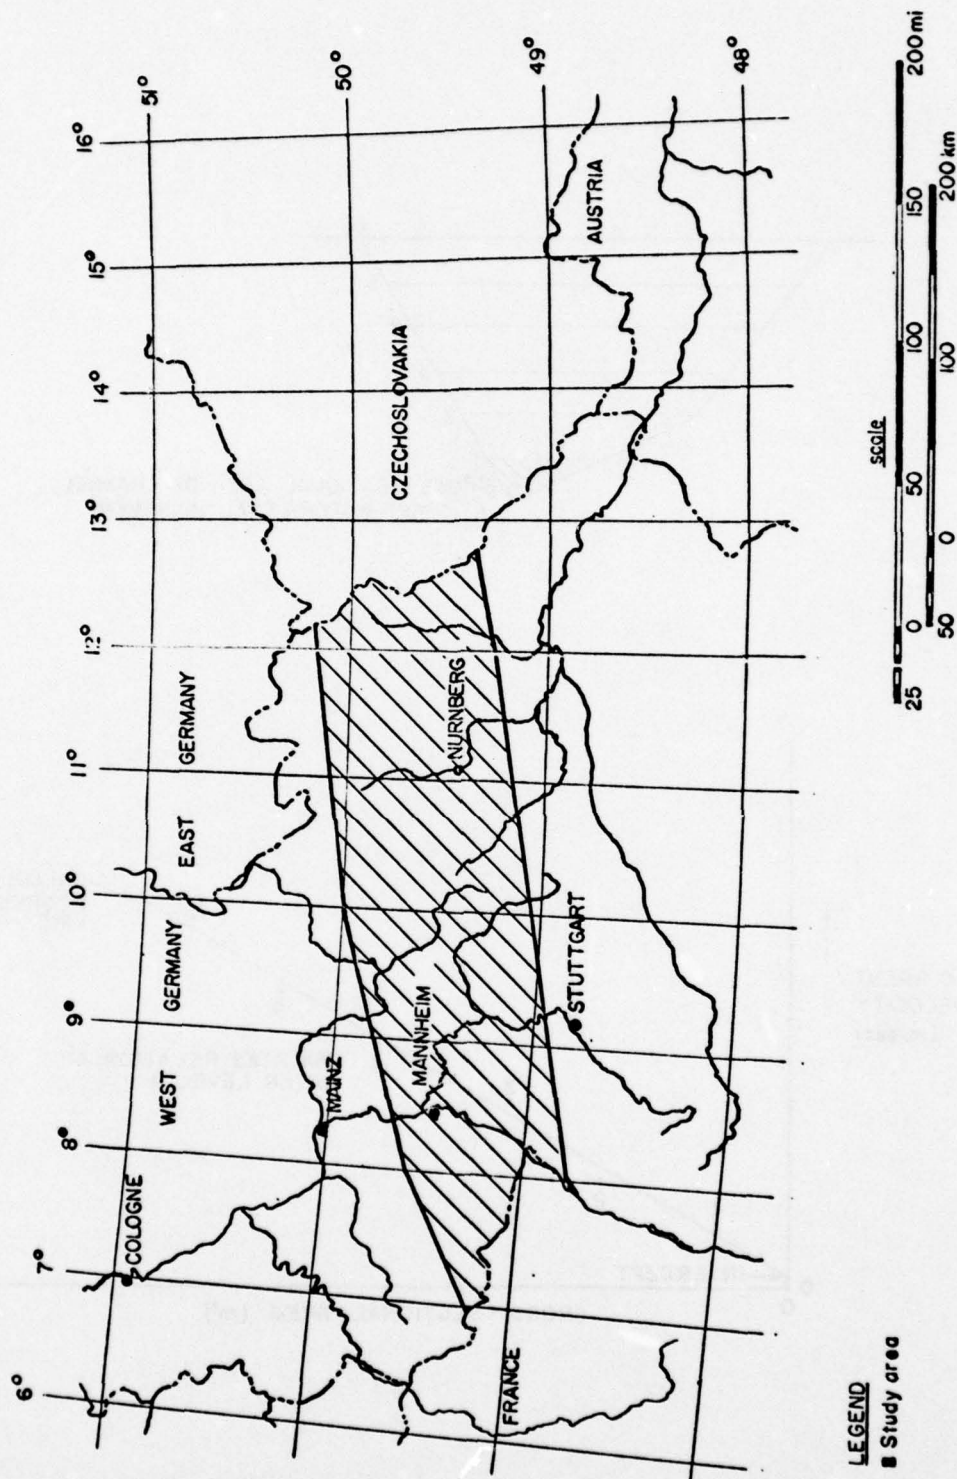 6°
7°
8°
9°
10°
11°
12°
13°
14°
15°
16°
51°
50°
49°
48°
COLOGNE
WEST GERMANY
EAST GERMANY
CZECHOSLOVAKIA
AUSTRIA
MAINZ
MANNHEIM
NURNBERG
STUTTGART
FRANCE
LEGEND
Study area
scale
25 0 50 100 150 200 mi
50 0 100 200 km